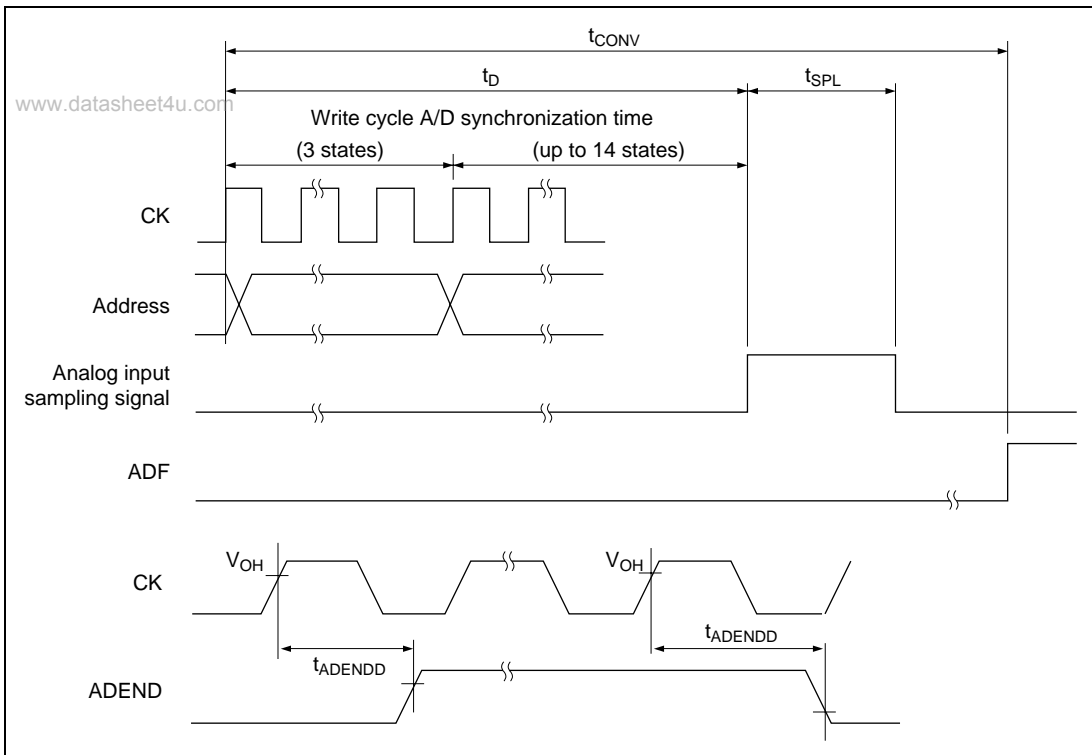 tCONV
tD tSPL
www.datasheet4u.com
Write cycle A/D synchronization time
(3 states) (up to 14 states)
CK
Address
Analog input
sampling signal
ADF
VOH VOH
CK
tADENDD
tADENDD
ADEND